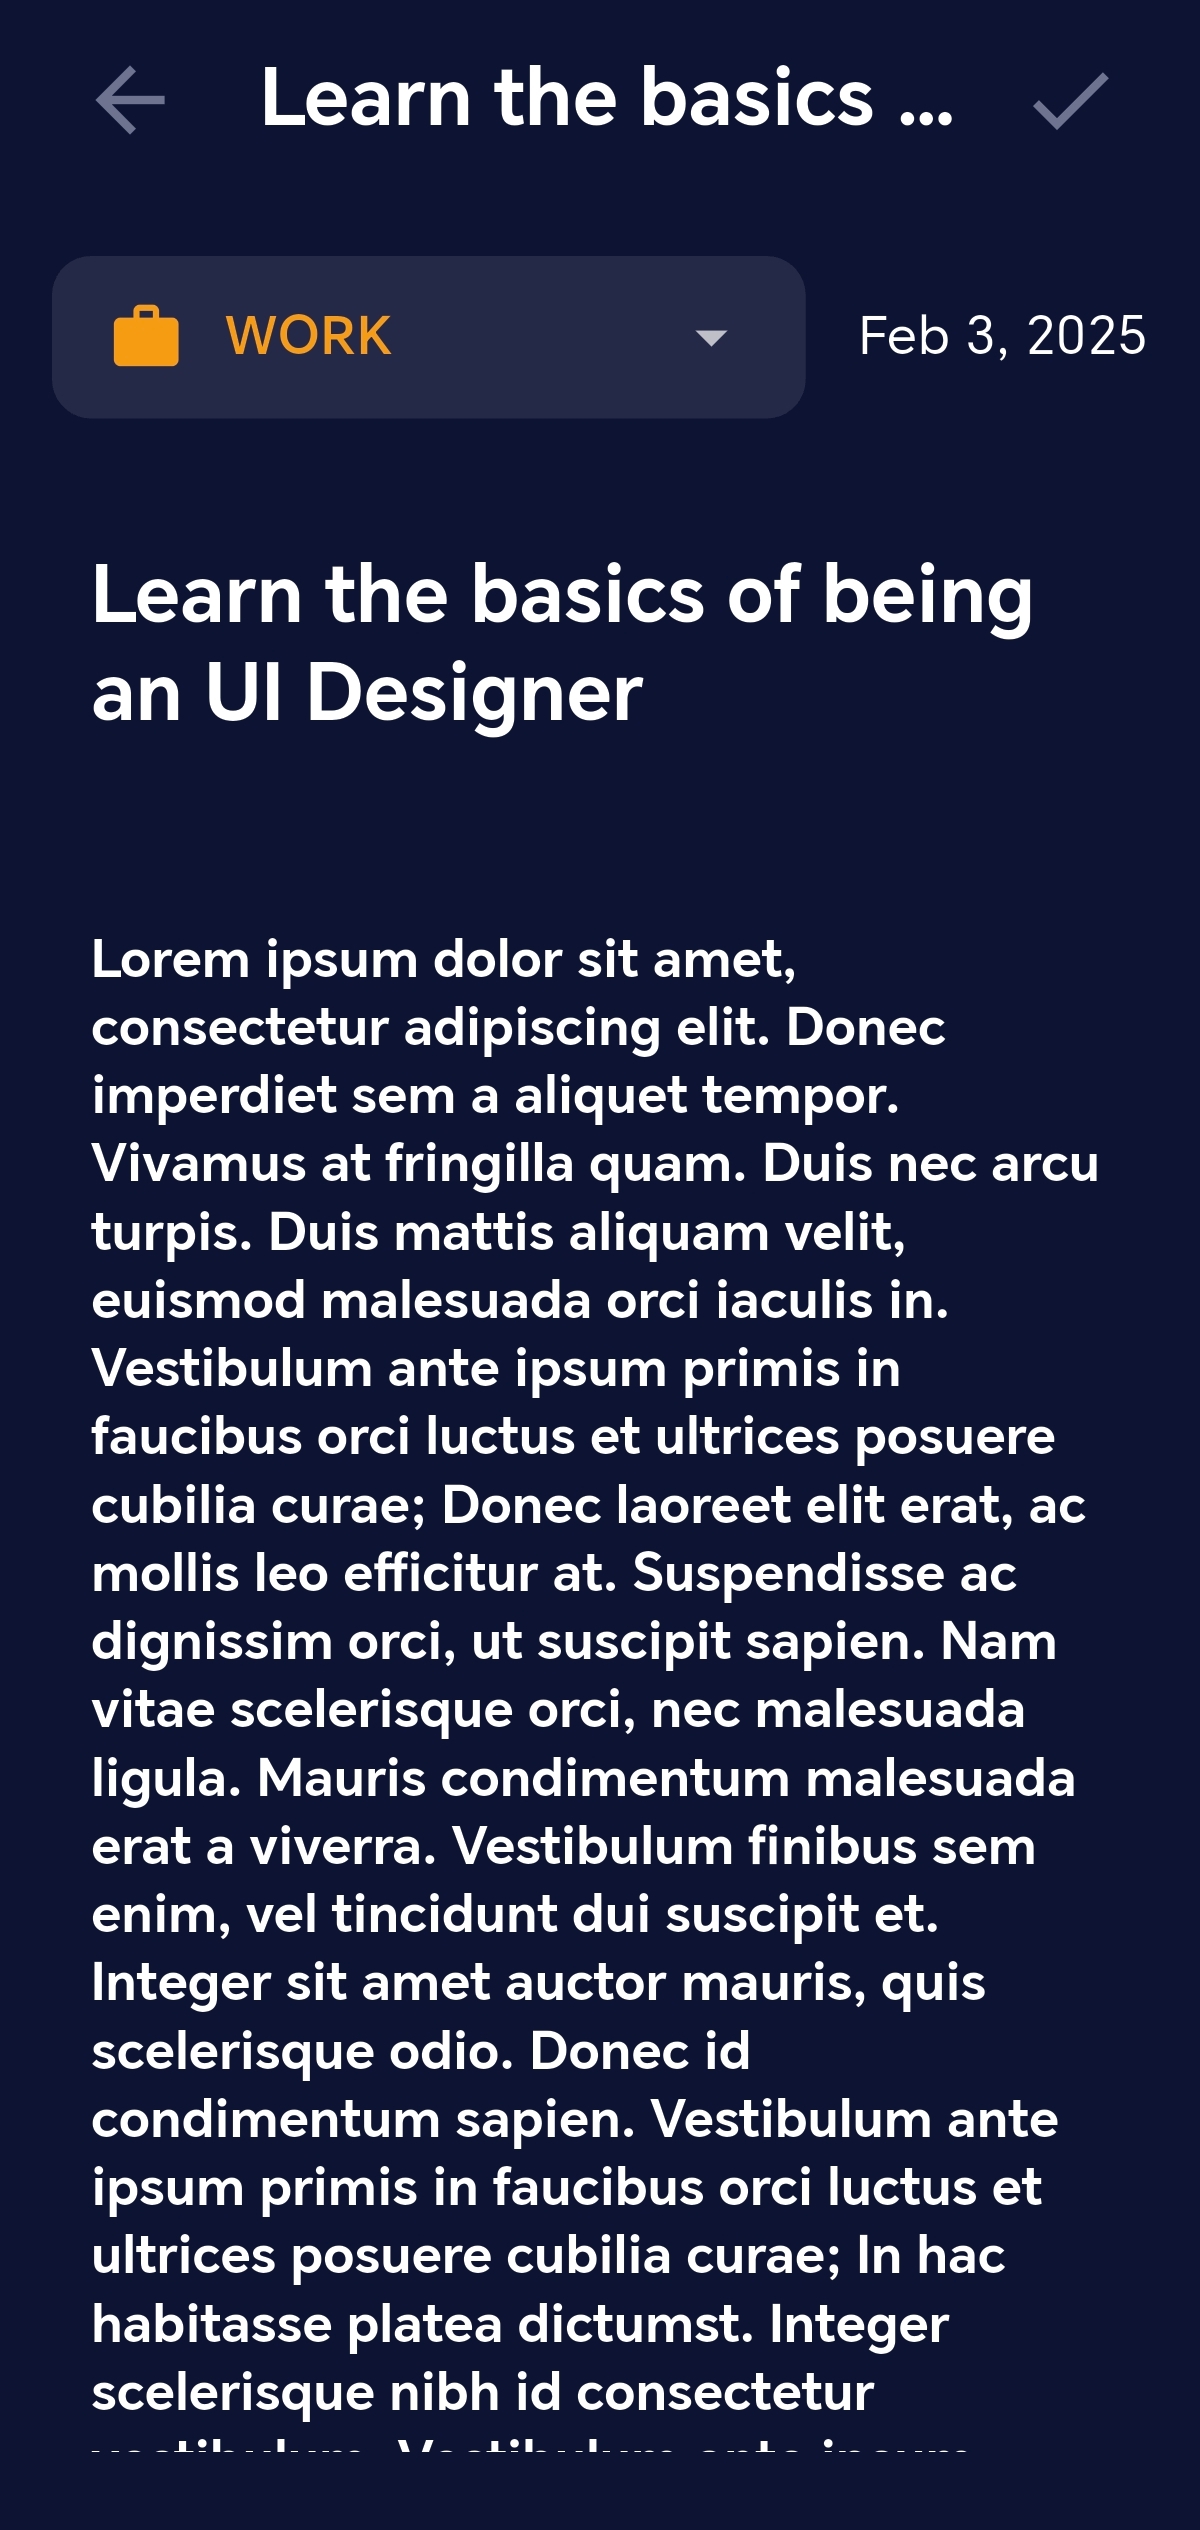 Learn the basics ...
WORK
Feb 3, 2025
Learn the basics of being
an UI Designer
Lorem ipsum dolor sit amet,
consectetur adipiscing elit. Donec
imperdiet sem a aliquet tempor.
Vivamus at fringilla quam. Duis nec arcu
turpis. Duis mattis aliquam velit,
euismod malesuada orci iaculis in.
Vestibulum ante ipsum primis in
faucibus orci luctus et ultrices posuere
cubilia curae; Donec laoreet elit erat, ac
mollis leo efficitur at. Suspendisse ac
dignissim orci, ut suscipit sapien. Nam
vitae scelerisque orci, nec malesuada
ligula. Mauris condimentum malesuada
erat a viverra. Vestibulum finibus sem
enim, vel tincidunt dui suscipit et.
Integer sit amet auctor mauris, quis
scelerisque odio. Donec id
condimentum sapien. Vestibulum ante
ipsum primis in faucibus orci luctus et
ultrices posuere cubilia curae; In hac
habitasse platea dictumst. Integer
scelerisque nibh id consectetur
vestibulum. Vestibulum ante ipsum